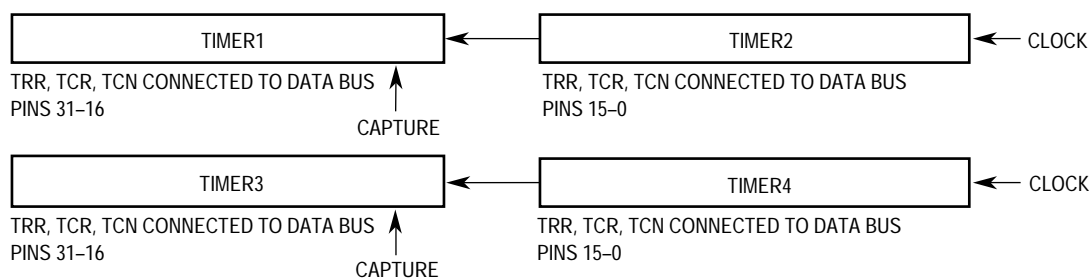 TIMER1
TIMER2
CLOCK
TRR, TCR, TCN CONNECTED TO DATA BUS
PINS 31–16
CAPTURE
TRR, TCR, TCN CONNECTED TO DATA BUS
PINS 15–0
TIMER3
TIMER4
CLOCK
TRR, TCR, TCN CONNECTED TO DATA BUS
PINS 31–16
CAPTURE
TRR, TCR, TCN CONNECTED TO DATA BUS
PINS 15–0